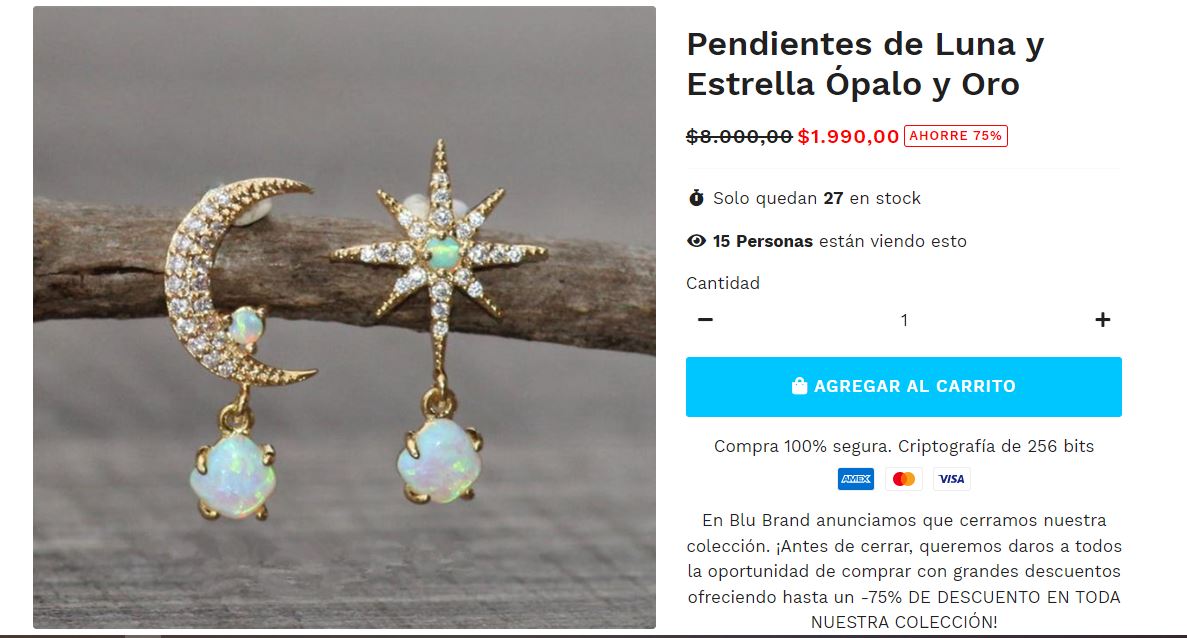 Pendientes de Luna y
Estrella Ópalo y Oro
$8.000,00 $1.990,00 AHORRE 75%
Solo quedan 27 en stock
15 Personas están viendo esto
Cantidad
− 1 +
AGREGAR AL CARRITO
Compra 100% segura. Criptografía de 256 bits
AMEX VISA
En Blu Brand anunciamos que cerramos nuestra
colección. ¡Antes de cerrar, queremos daros a todos
la oportunidad de comprar con grandes descuentos
ofreciendo hasta un -75% DE DESCUENTO EN TODA
NUESTRA COLECCIÓN!